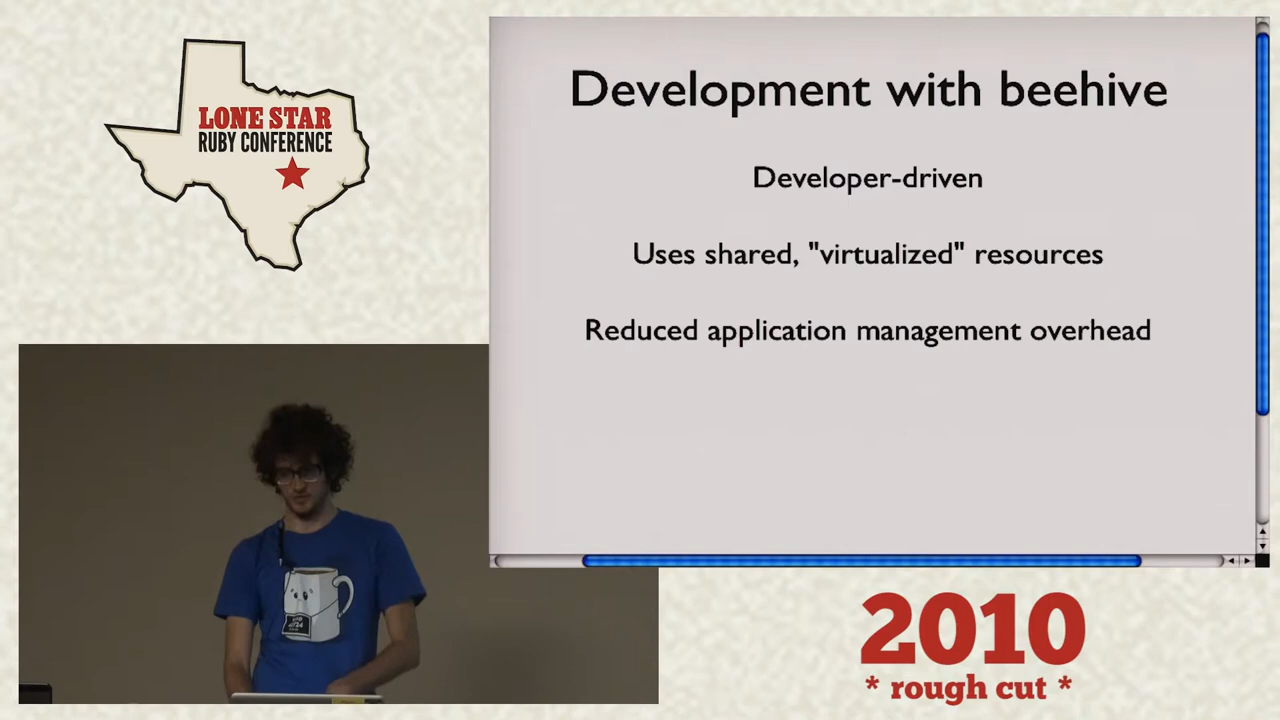 LONE STAR
RUBY CONFERENCE
Development with beehive
Developer-driven
Uses shared, "virtualized" resources
Reduced application management overhead
2010
* rough cut *